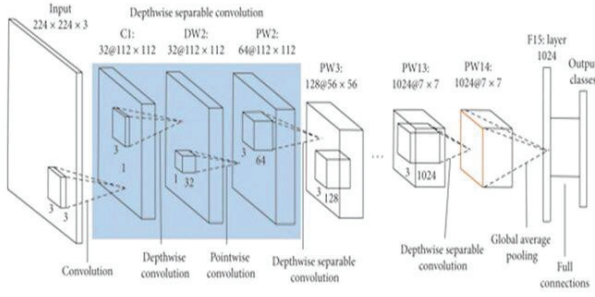 Input
224 × 224 × 3
Depthwise separable convolution
C1:
32@112 × 112
DW2:
32@112 × 112
PW2:
64@112 × 112
PW3:
128@56 × 56
PW13:
1024@7 × 7
PW14:
1024@7 × 7
F15: layer
1024
Output
classes
3
3
3
1
1
32
3
64
3
128
...
3
1024
Convolution
Depthwise
convolution
Pointwise
convolution
Depthwise separable
convolution
Depthwise separable
convolution
Global average
pooling
Full
connections